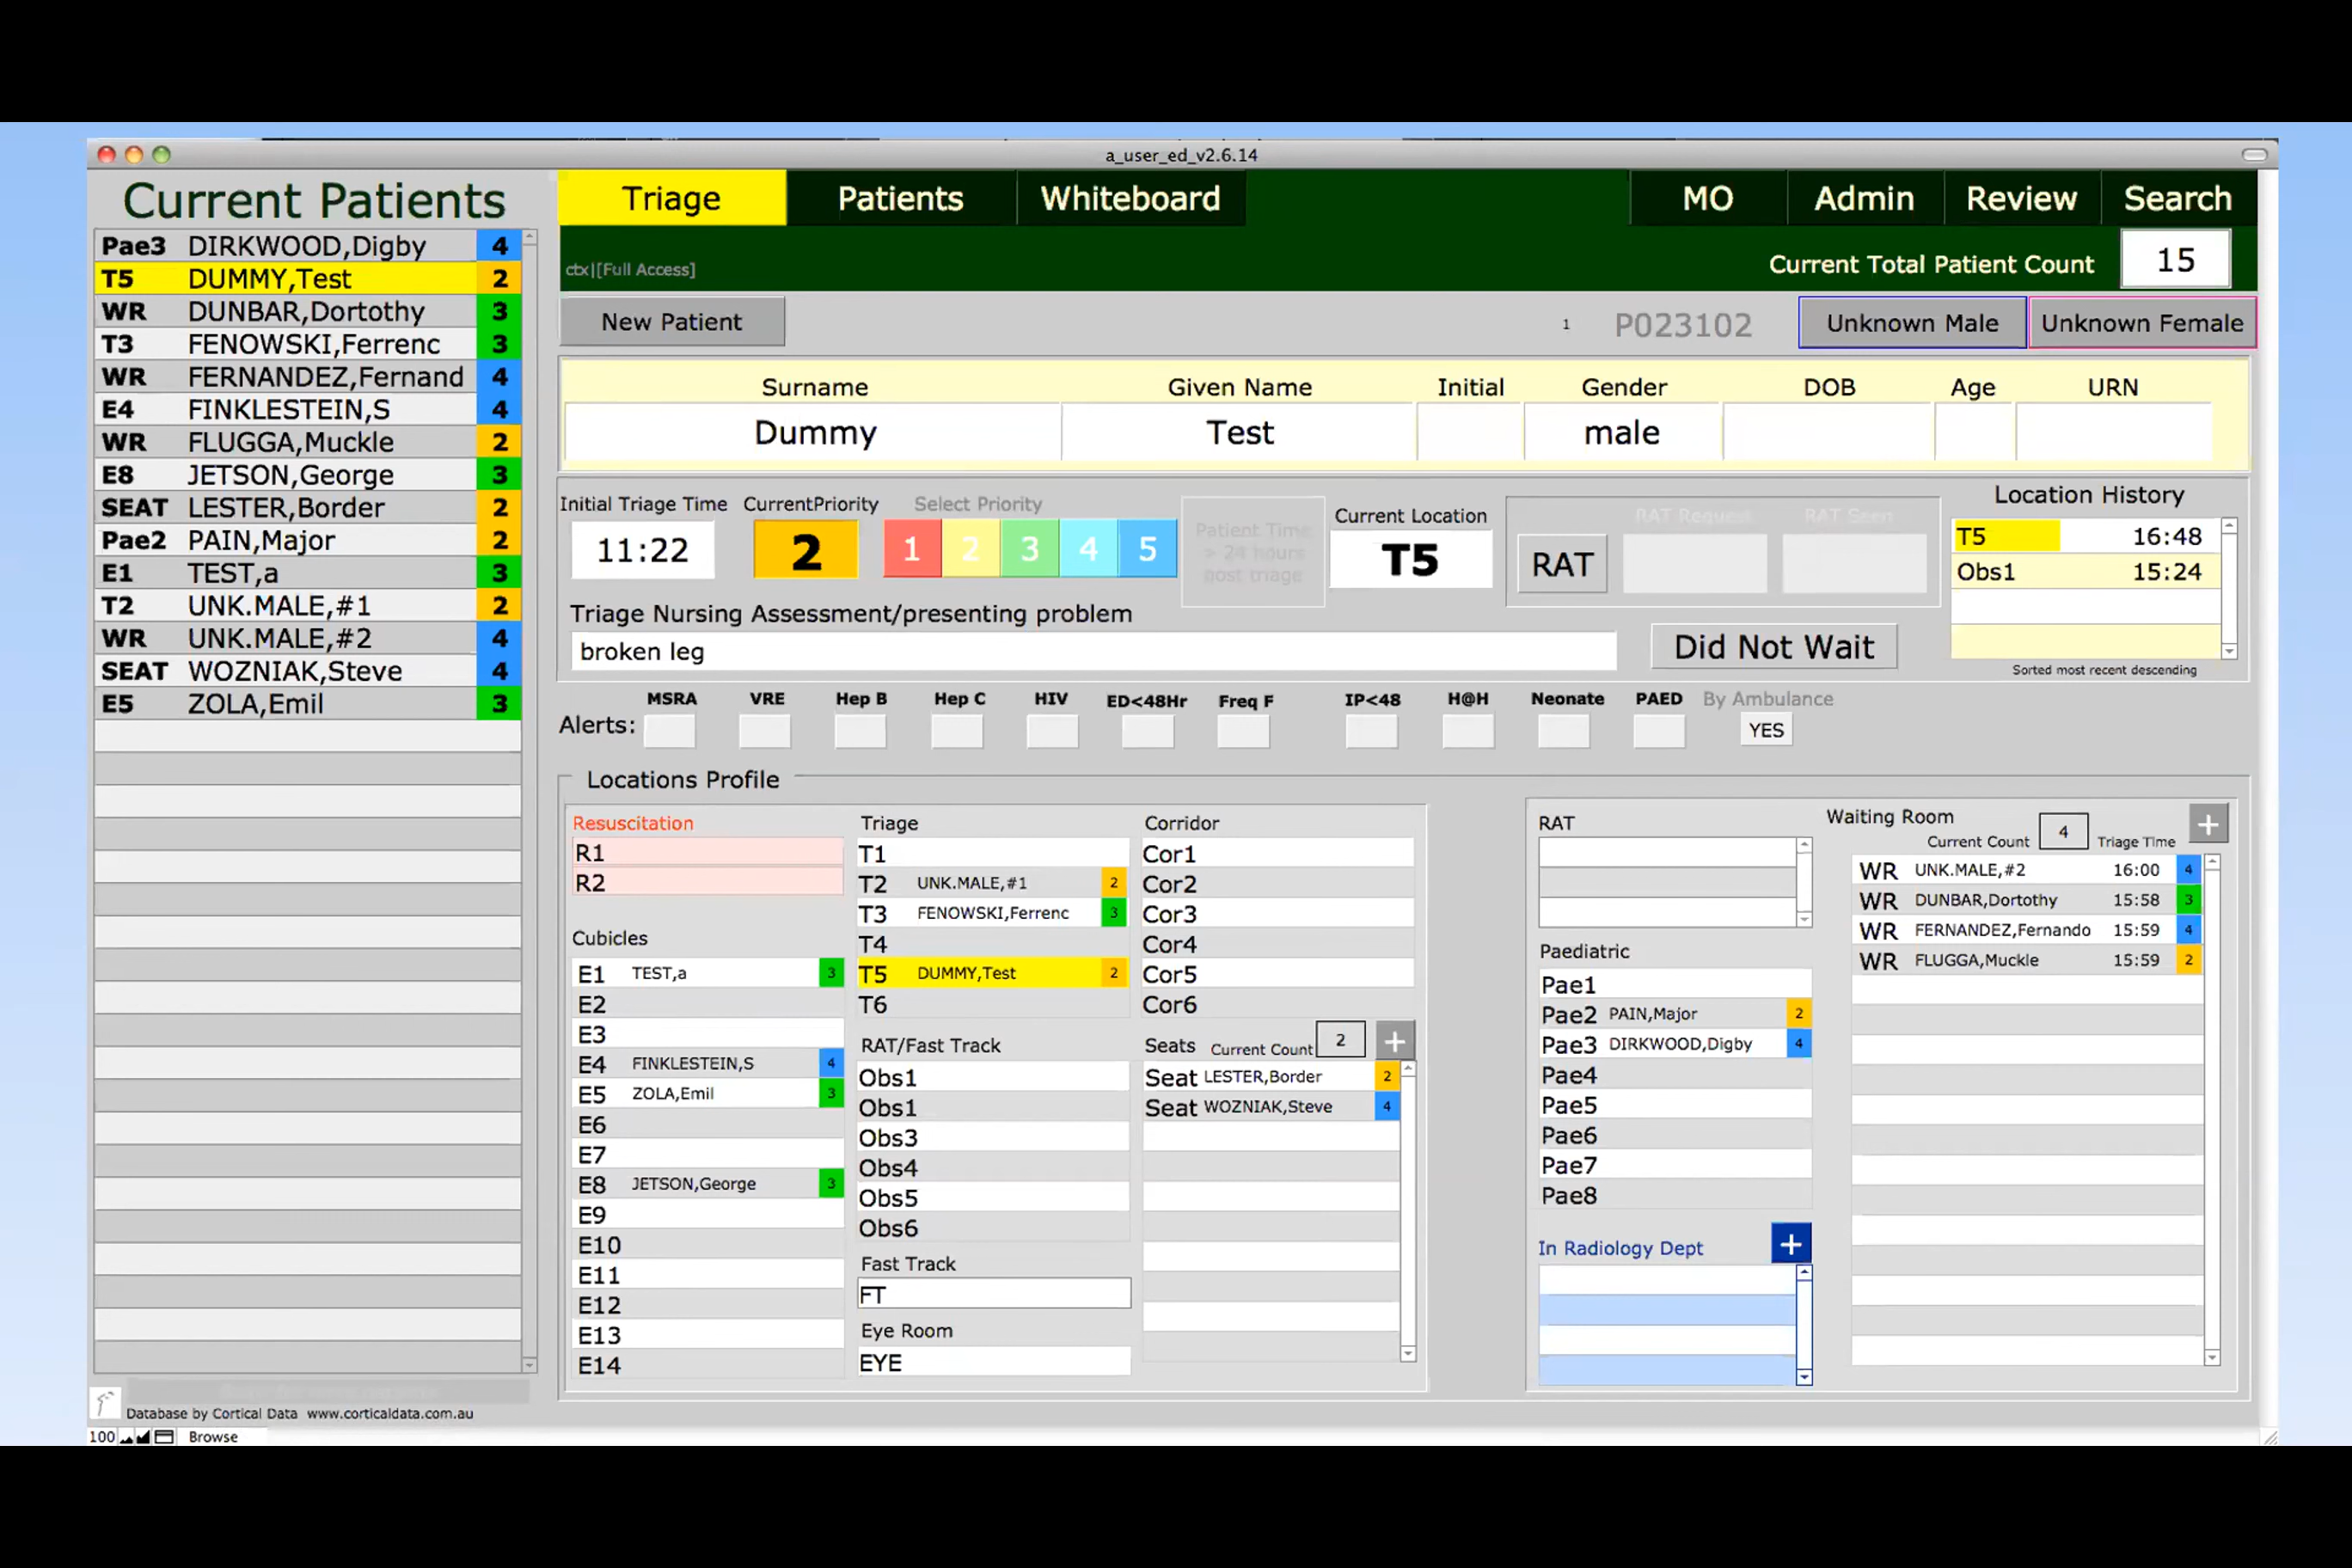 a_user_ed_v2.6.14
Current Patients
Pae3 DIRKWOOD,Digby 4
T5 DUMMY,Test 2
WR DUNBAR,Dortothy 3
T3 FENOWSKI,Ferrenc 3
WR FERNANDEZ,Fernand 4
E4 FINKLESTEIN,S 4
WR FLUGGA,Muckle 2
E8 JETSON,George 3
SEAT LESTER,Border 2
Pae2 PAIN,Major 2
E1 TEST,a 3
T2 UNK.MALE,#1 2
WR UNK.MALE,#2 4
SEAT WOZNIAK,Steve 4
E5 ZOLA,Emil 3
Database by Cortical Data www.corticaldata.com.au
100 Browse
Triage Patients Whiteboard MO Admin Review Search
ctx|[Full Access] Current Total Patient Count 15
New Patient 1 P023102 Unknown Male Unknown Female
Surname Given Name Initial Gender DOB Age URN
Dummy Test male
Initial Triage Time CurrentPriority Select Priority
11:22 2 1 2 3 4 5
Patient Time
> 24 hours
post triage
Current Location
T5
RAT Request RAT Seen
RAT
Location History
T5 16:48
Obs1 15:24
Sorted most recent descending
Triage Nursing Assessment/presenting problem
broken leg
Did Not Wait
MSRA VRE Hep B Hep C HIV ED<48Hr Freq F IP<48 H@H Neonate PAED By Ambulance
Alerts: YES
Locations Profile
Resuscitation
R1
R2
Cubicles
E1 TEST,a 3
E2
E3
E4 FINKLESTEIN,S 4
E5 ZOLA,Emil 3
E6
E7
E8 JETSON,George 3
E9
E10
E11
E12
E13
E14
Triage
T1
T2 UNK.MALE,#1 2
T3 FENOWSKI,Ferrenc 3
T4
T5 DUMMY,Test 2
T6
RAT/Fast Track
Obs1
Obs1
Obs3
Obs4
Obs5
Obs6
Fast Track
FT
Eye Room
EYE
Corridor
Cor1
Cor2
Cor3
Cor4
Cor5
Cor6
Seats Current Count 2 +
Seat LESTER,Border 2
Seat WOZNIAK,Steve 4
RAT
Paediatric
Pae1
Pae2 PAIN,Major 2
Pae3 DIRKWOOD,Digby 4
Pae4
Pae5
Pae6
Pae7
Pae8
In Radiology Dept +
Waiting Room
Current Count 4 Triage Time +
WR UNK.MALE,#2 16:00 4
WR DUNBAR,Dortothy 15:58 3
WR FERNANDEZ,Fernando 15:59 4
WR FLUGGA,Muckle 15:59 2